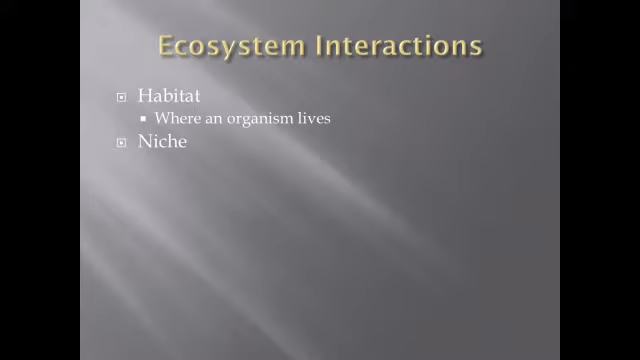 Ecosystem Interactions
Habitat
Where an organism lives
Niche